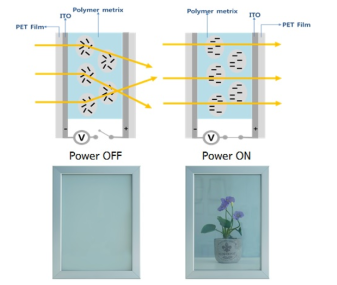 Polymer metrix
ITO
PET Film
Polymer metrix
ITO
PET Film
-
V
+
-
V
+
Power OFF
Power ON